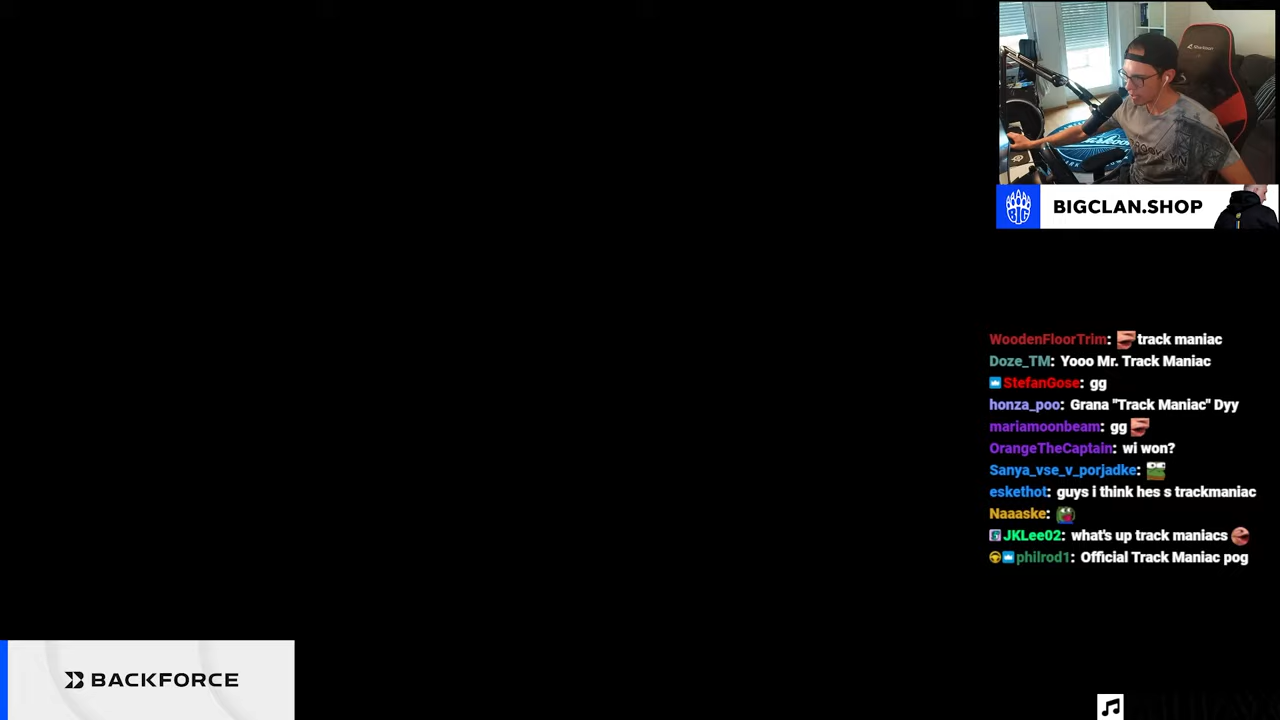 BIGCLAN.SHOP
WoodenFloorTrim: track maniac
Doze_TM: Yooo Mr. Track Maniac
StefanGose: gg
honza_poo: Grana "Track Maniac" Dyy
mariamoonbeam: gg
OrangeTheCaptain: wi won?
Sanya_vse_v_porjadke:
eskethot: guys i think hes s trackmaniac
Naaaske:
JKLee02: what's up track maniacs
philrod1: Official Track Maniac pog
BACKFORCE